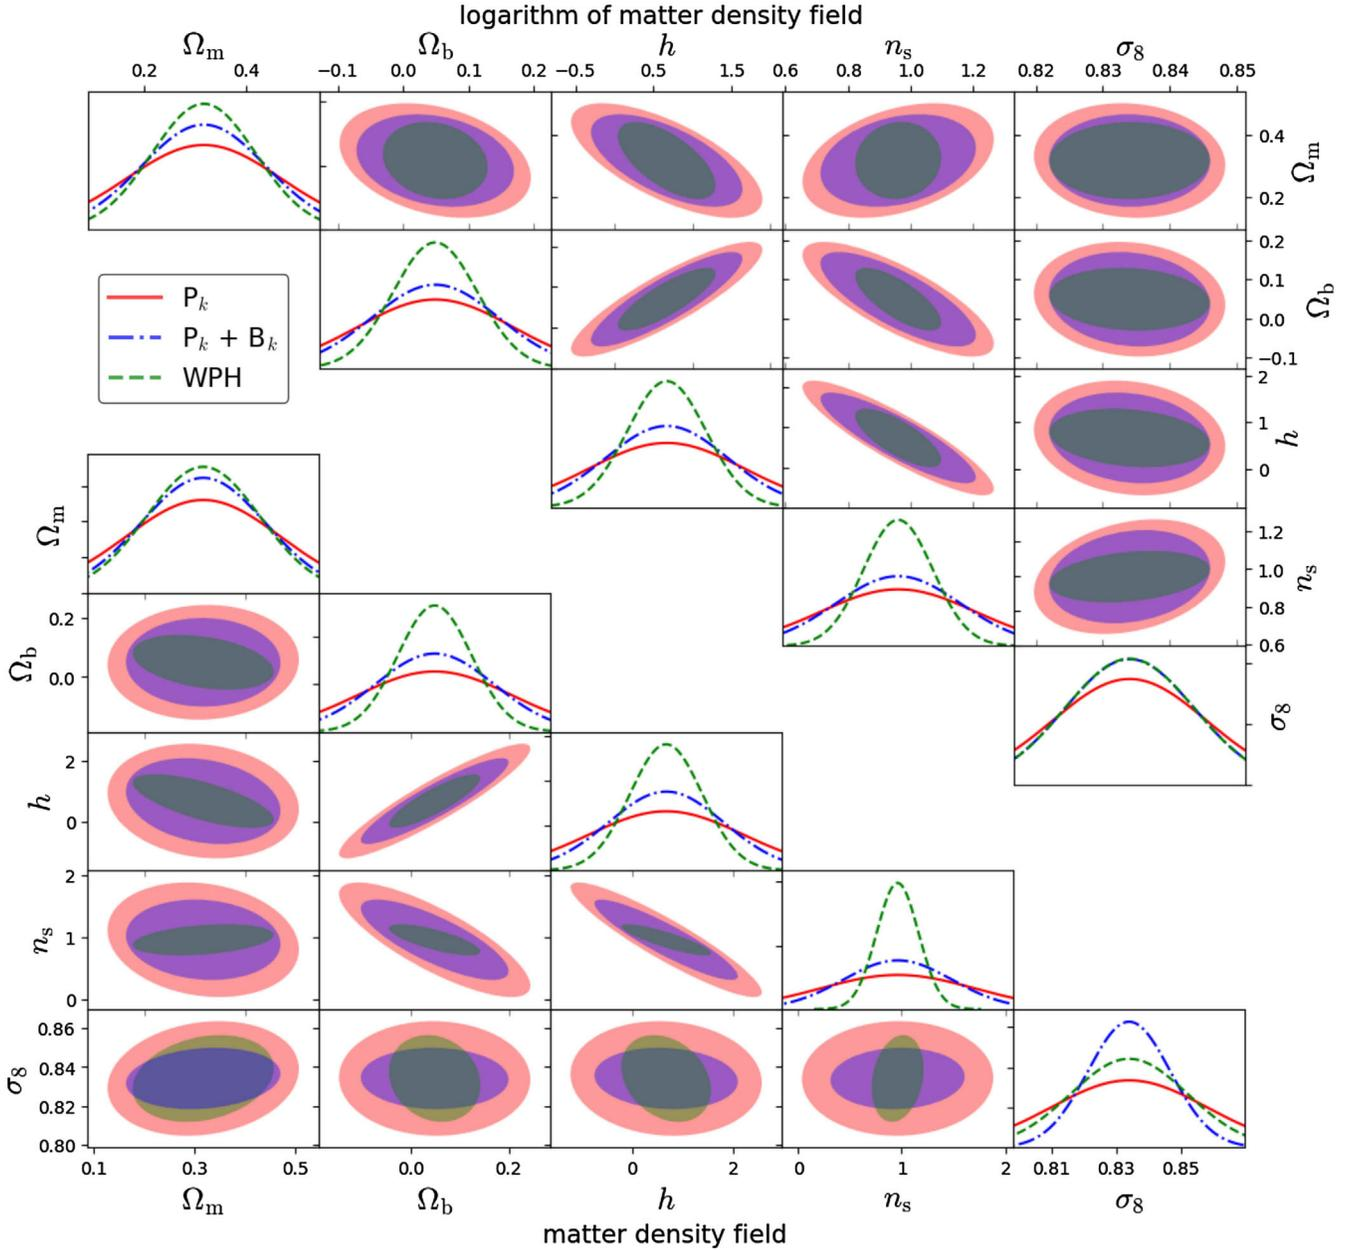 logarithm of matter density field
Ωm Ωb h ns σ8
0.2 0.4 −0.1 0.0 0.1 0.2 −0.5 0.5 1.5 0.6 0.8 1.0 1.2 0.82 0.83 0.84 0.85
0.4
0.2
Ωm
0.2
0.1
0.0
−0.1
Ωb
Pk
Pk + Bk
WPH
2
1
0
h
Ωm
1.2
1.0
0.8
0.6
ns
0.2
0.0
Ωb
σ8
2
0
h
2
1
0
ns
0.86
0.84
0.82
0.80
σ8
0.1 0.3 0.5 0.0 0.2 0 2 0 1 2 0.81 0.83 0.85
Ωm Ωb h ns σ8
matter density field